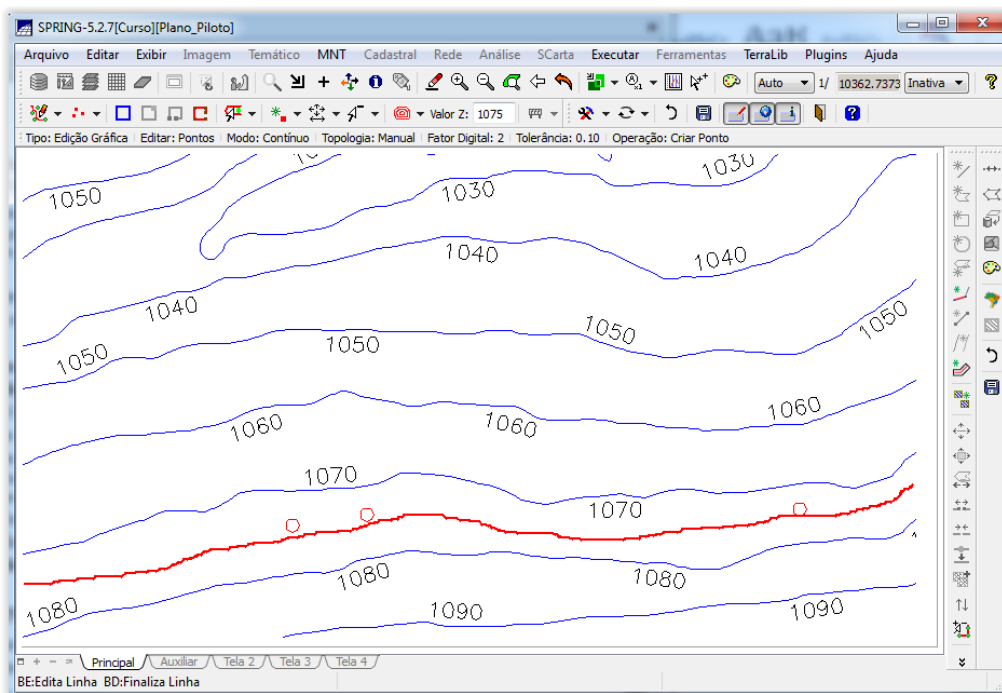 SPRING-5.2.7[Curso][Plano_Piloto]
Arquivo Editar Exibir Imagem Temático MNT Cadastral Rede Análise SCarta Executar Ferramentas TerraLib Plugins Ajuda
Auto 1/ 10362.7373 Inativa
Valor Z: 1075
Tipo: Edição Gráfica Editar: Pontos Modo: Contínuo Topologia: Manual Fator Digital: 2 Tolerância: 0.10 Operação: Criar Ponto
1050
1030
1030
1040
1040
1040
1050
1050
1050
1050
1060
1060
1060
1070
1070
1080
1080
1080
1090
1090
Principal Auxiliar Tela 2 Tela 3 Tela 4
BE:Edita Linha BD:Finaliza Linha